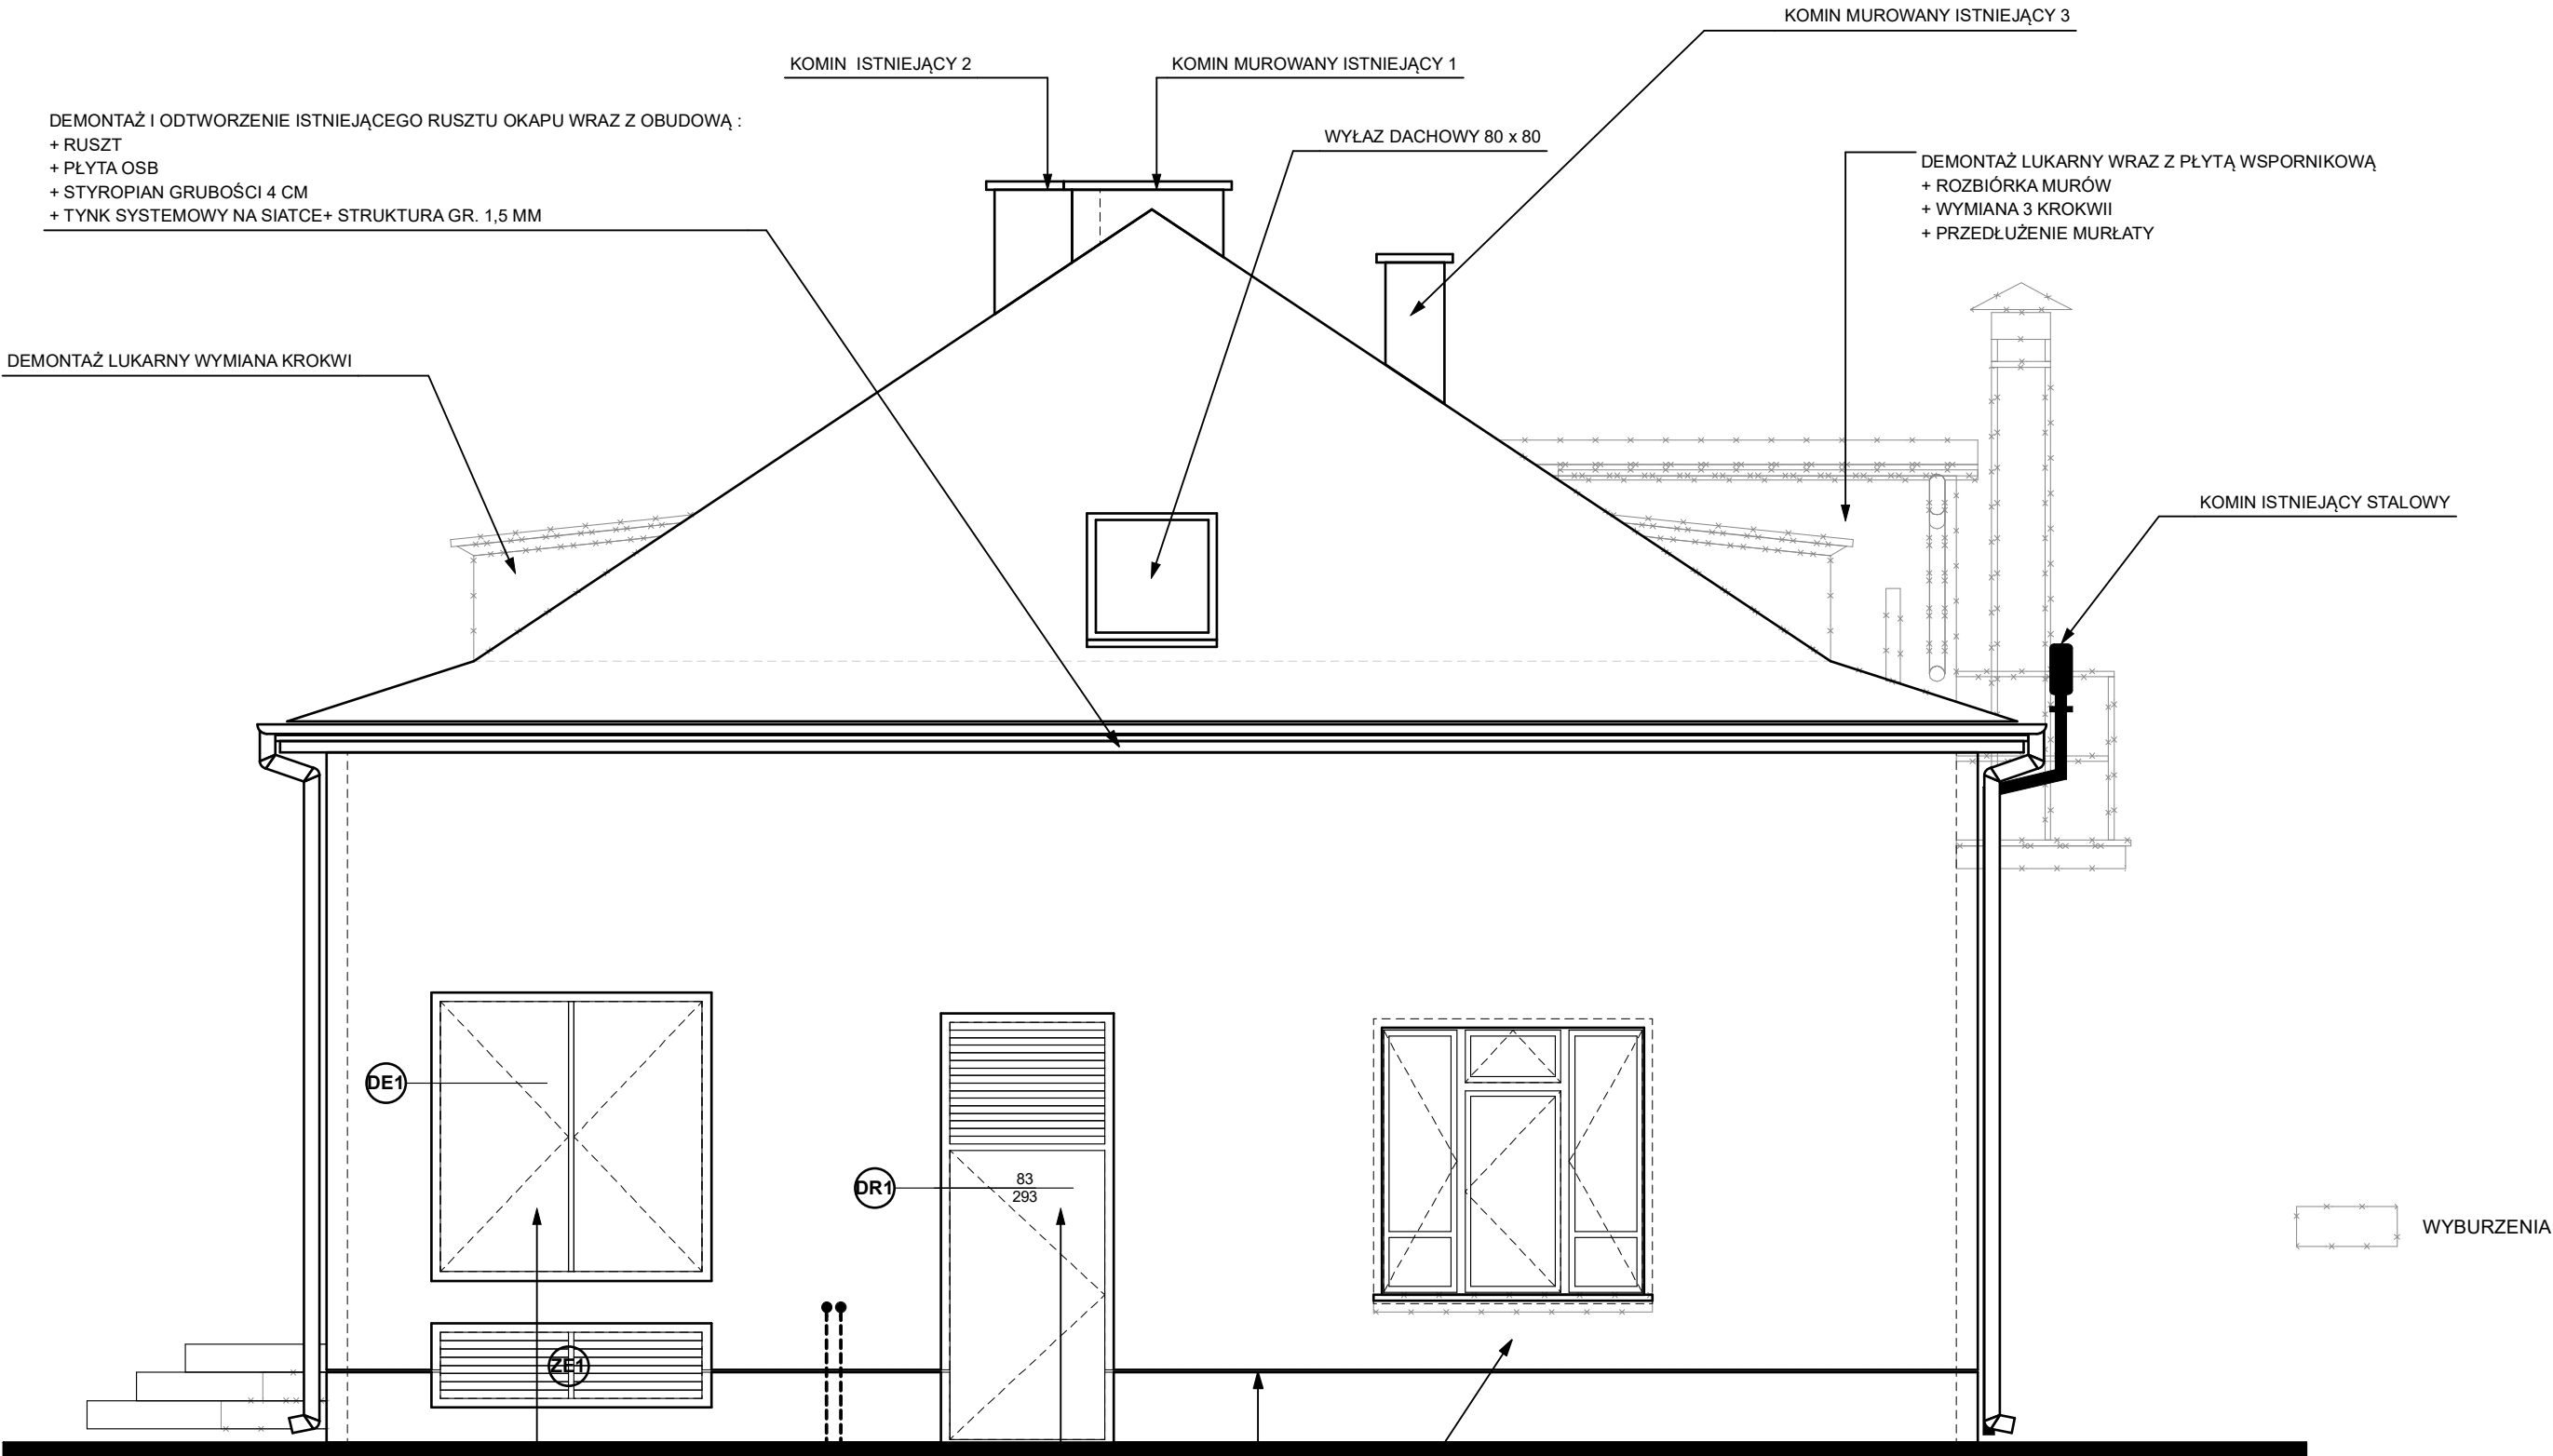 KOMIN MUROWANY ISTNIEJĄCY 3
KOMIN  ISTNIEJĄCY 2
KOMIN MUROWANY ISTNIEJĄCY 1
DEMONTAŻ I ODTWORZENIE ISTNIEJĄCEGO RUSZTU OKAPU WRAZ Z OBUDOWĄ :
+ RUSZT
+ PŁYTA OSB
+ STYROPIAN GRUBOŚCI 4 CM
+ TYNK SYSTEMOWY NA SIATCE+ STRUKTURA GR. 1,5 MM
WYŁAZ DACHOWY 80 x 80
DEMONTAŻ LUKARNY WRAZ Z PŁYTĄ WSPORNIKOWĄ
+ ROZBIÓRKA MURÓW
+ WYMIANA 3 KROKWII
+ PRZEDŁUŻENIE MURŁATY
DEMONTAŻ LUKARNY WYMIANA KROKWI
KOMIN ISTNIEJĄCY STALOWY
DE1
DR1
83
293
WYBURZENIA
ZE1